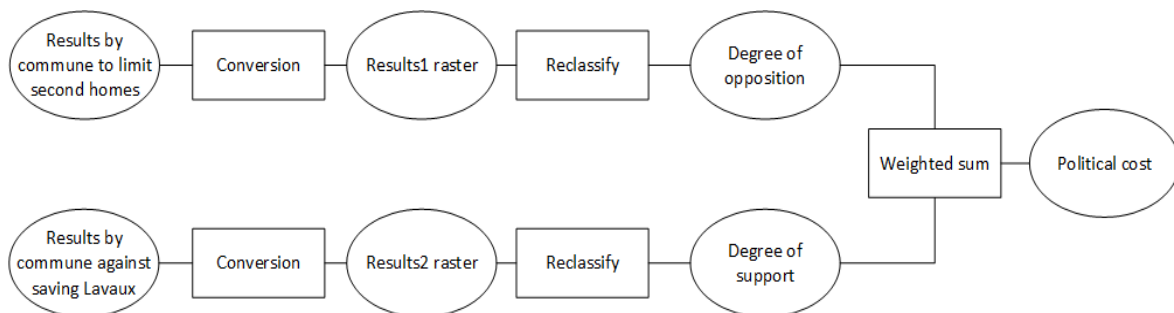 Results by
commune to limit
second homes
Conversion
Results1 raster
Reclassify
Degree of
opposition
Weighted sum
Political cost
Results by
commune against
saving Lavaux
Conversion
Results2 raster
Reclassify
Degree of
support